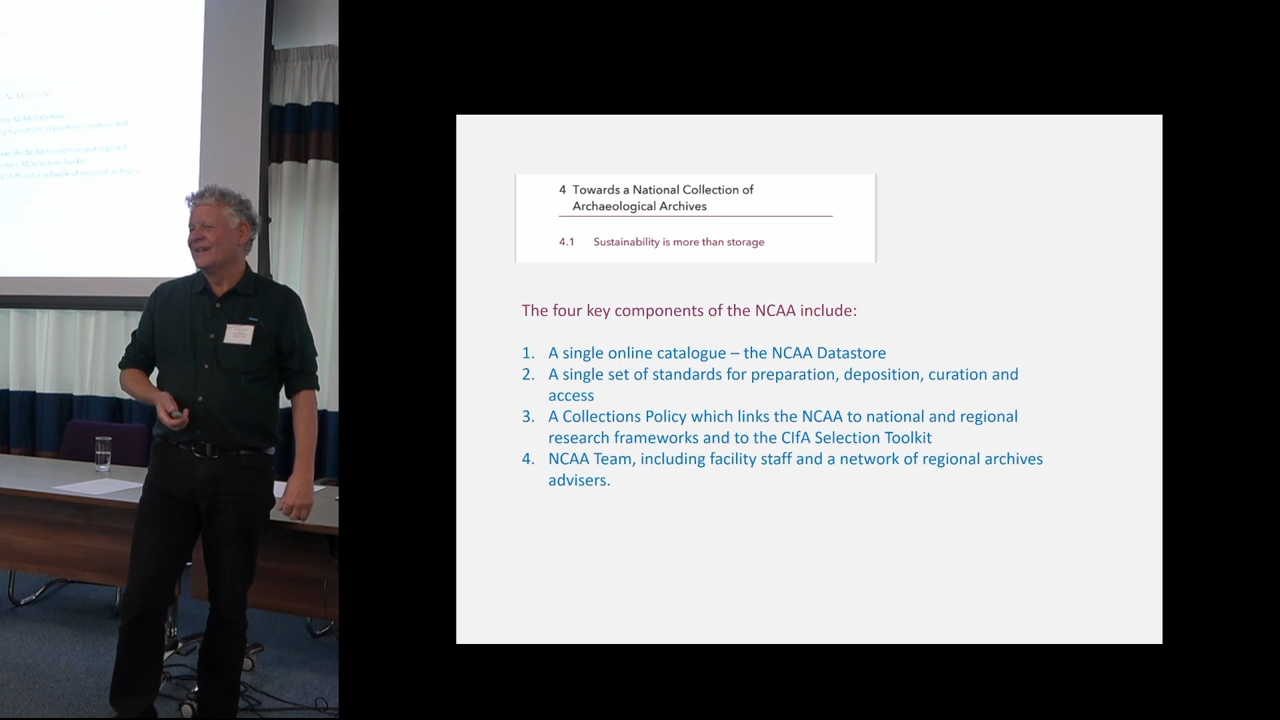 4 Towards a National Collection of
Archaeological Archives
4.1 Sustainability is more than storage
The four key components of the NCAA include:
1. A single online catalogue – the NCAA Datastore
2. A single set of standards for preparation, deposition, curation and
access
3. A Collections Policy which links the NCAA to national and regional
research frameworks and to the CIfA Selection Toolkit
4. NCAA Team, including facility staff and a network of regional archives
advisers.